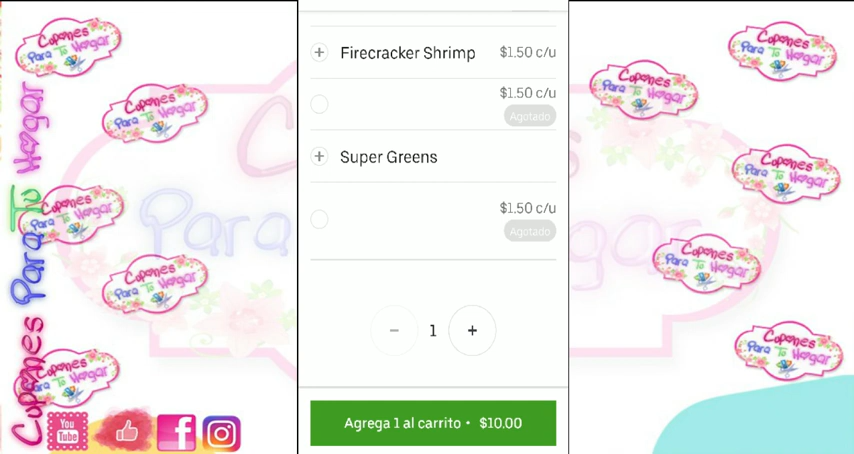 Cupones Para Tu Hogar
Cupones
Para Tu Hogar
Cupones
Para Tu Hogar
Cupones
Para Tu Hogar
Cupones
Para Tu Hogar
Cupones
Para Tu Hogar
You
Tube
Para
Firecracker Shrimp $1.50 c/u
$1.50 c/u
Agotado
Super Greens
$1.50 c/u
Agotado
− 1 +
Agrega 1 al carrito • $10.00
Cupones
Para Tu Hogar
Cupones
Para Tu Hogar
Cupones
Para Tu Hogar
Cupones
Para Tu Hogar
Cupones
Para Tu Hogar